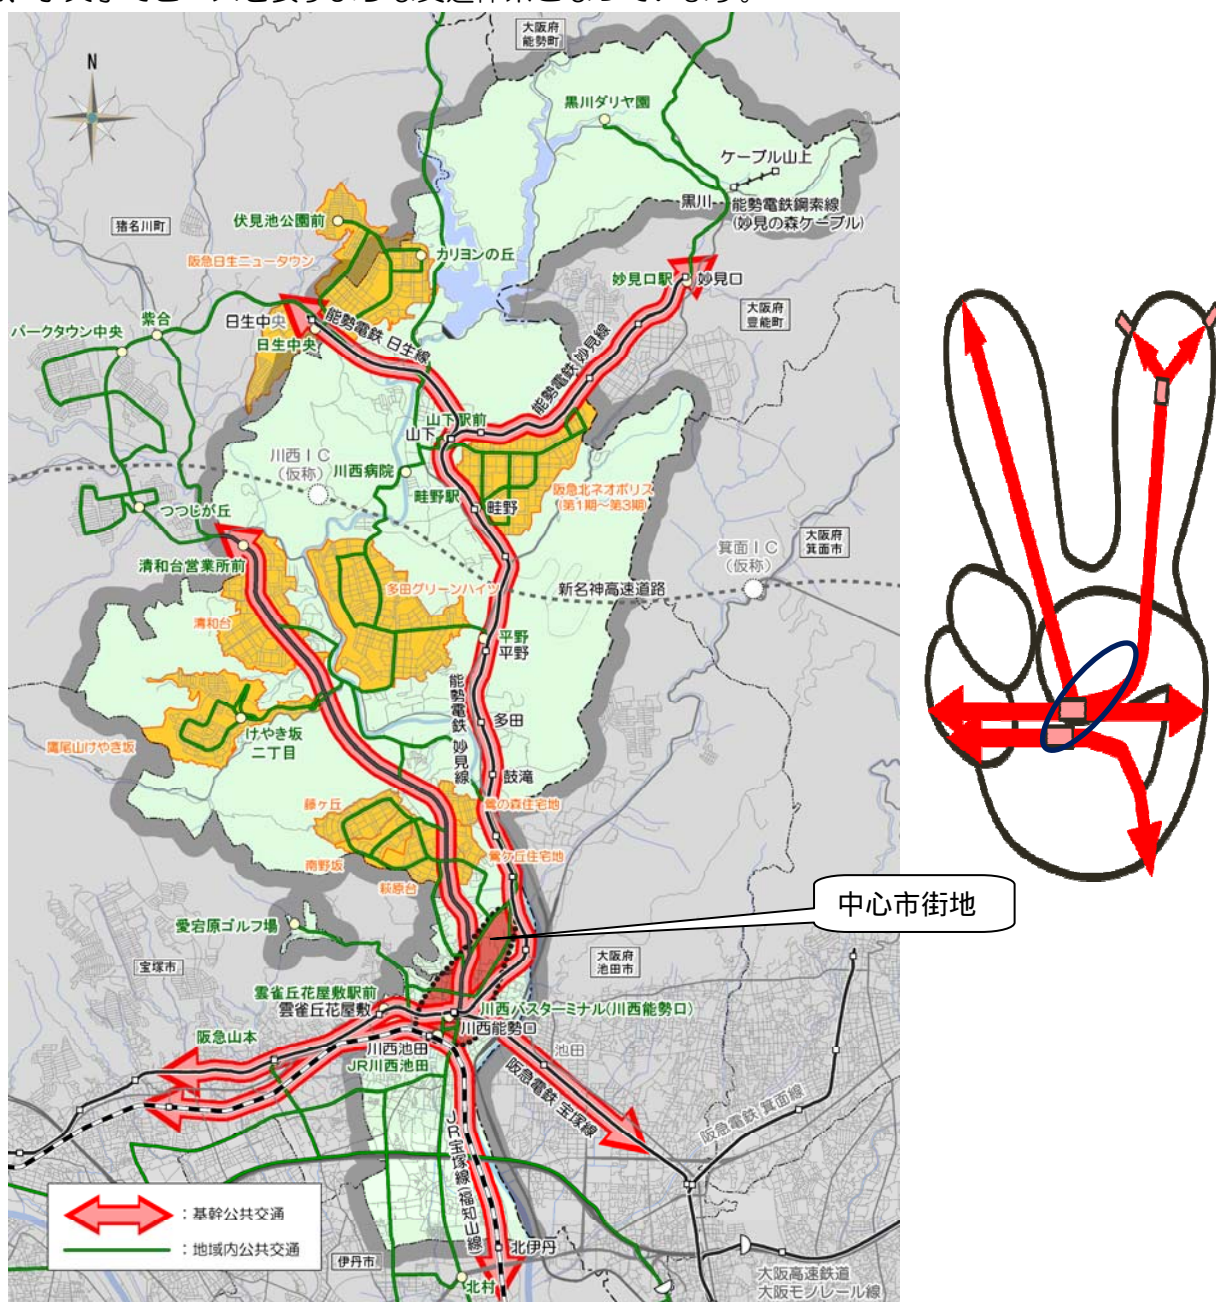 N
大阪府
能勢町
黒川ダリヤ園
ケーブル山上
黒川
能勢電鉄鋼索線
(妙見の森ケーブル)
猪名川町
伏見池公園前
カリヨンの丘
阪急日生ニュータウン
妙見口駅
妙見口
大阪府
豊能町
紫合
パークタウン中央
日生中央
日生中央
能勢電鉄 日生線
能勢電鉄 妙見線
山下駅前
山下
川西IC
(仮称)
川西病院
畦野駅
畦野
阪急北ネオポリス
(第1期~第3期)
つつじが丘
大阪府
箕面市
箕面IC
(仮称)
清和台営業所前
多田グリーンハイツ
新名神高速道路
清和台
平野
平野
能勢電鉄 妙見線
多田
けやき坂
二丁目
鷹尾山けやき坂
鼓滝
藤ヶ丘
鶯の森住宅地
南野坂
萩原台
鶯ケ丘住宅地
中心市街地
愛宕原ゴルフ場
宝塚市
大阪府
池田市
雲雀丘花屋敷駅前
雲雀丘花屋敷
川西バスターミナル(川西能勢口)
川西能勢口
阪急山本
川西池田
JR川西池田
池田
阪急電鉄 宝塚線
阪急電鉄 箕面線
JR宝塚線(福知山線)
:基幹公共交通
:地域内公共交通
伊丹市
北伊丹
北村
大阪高速鉄道
大阪モノレール線